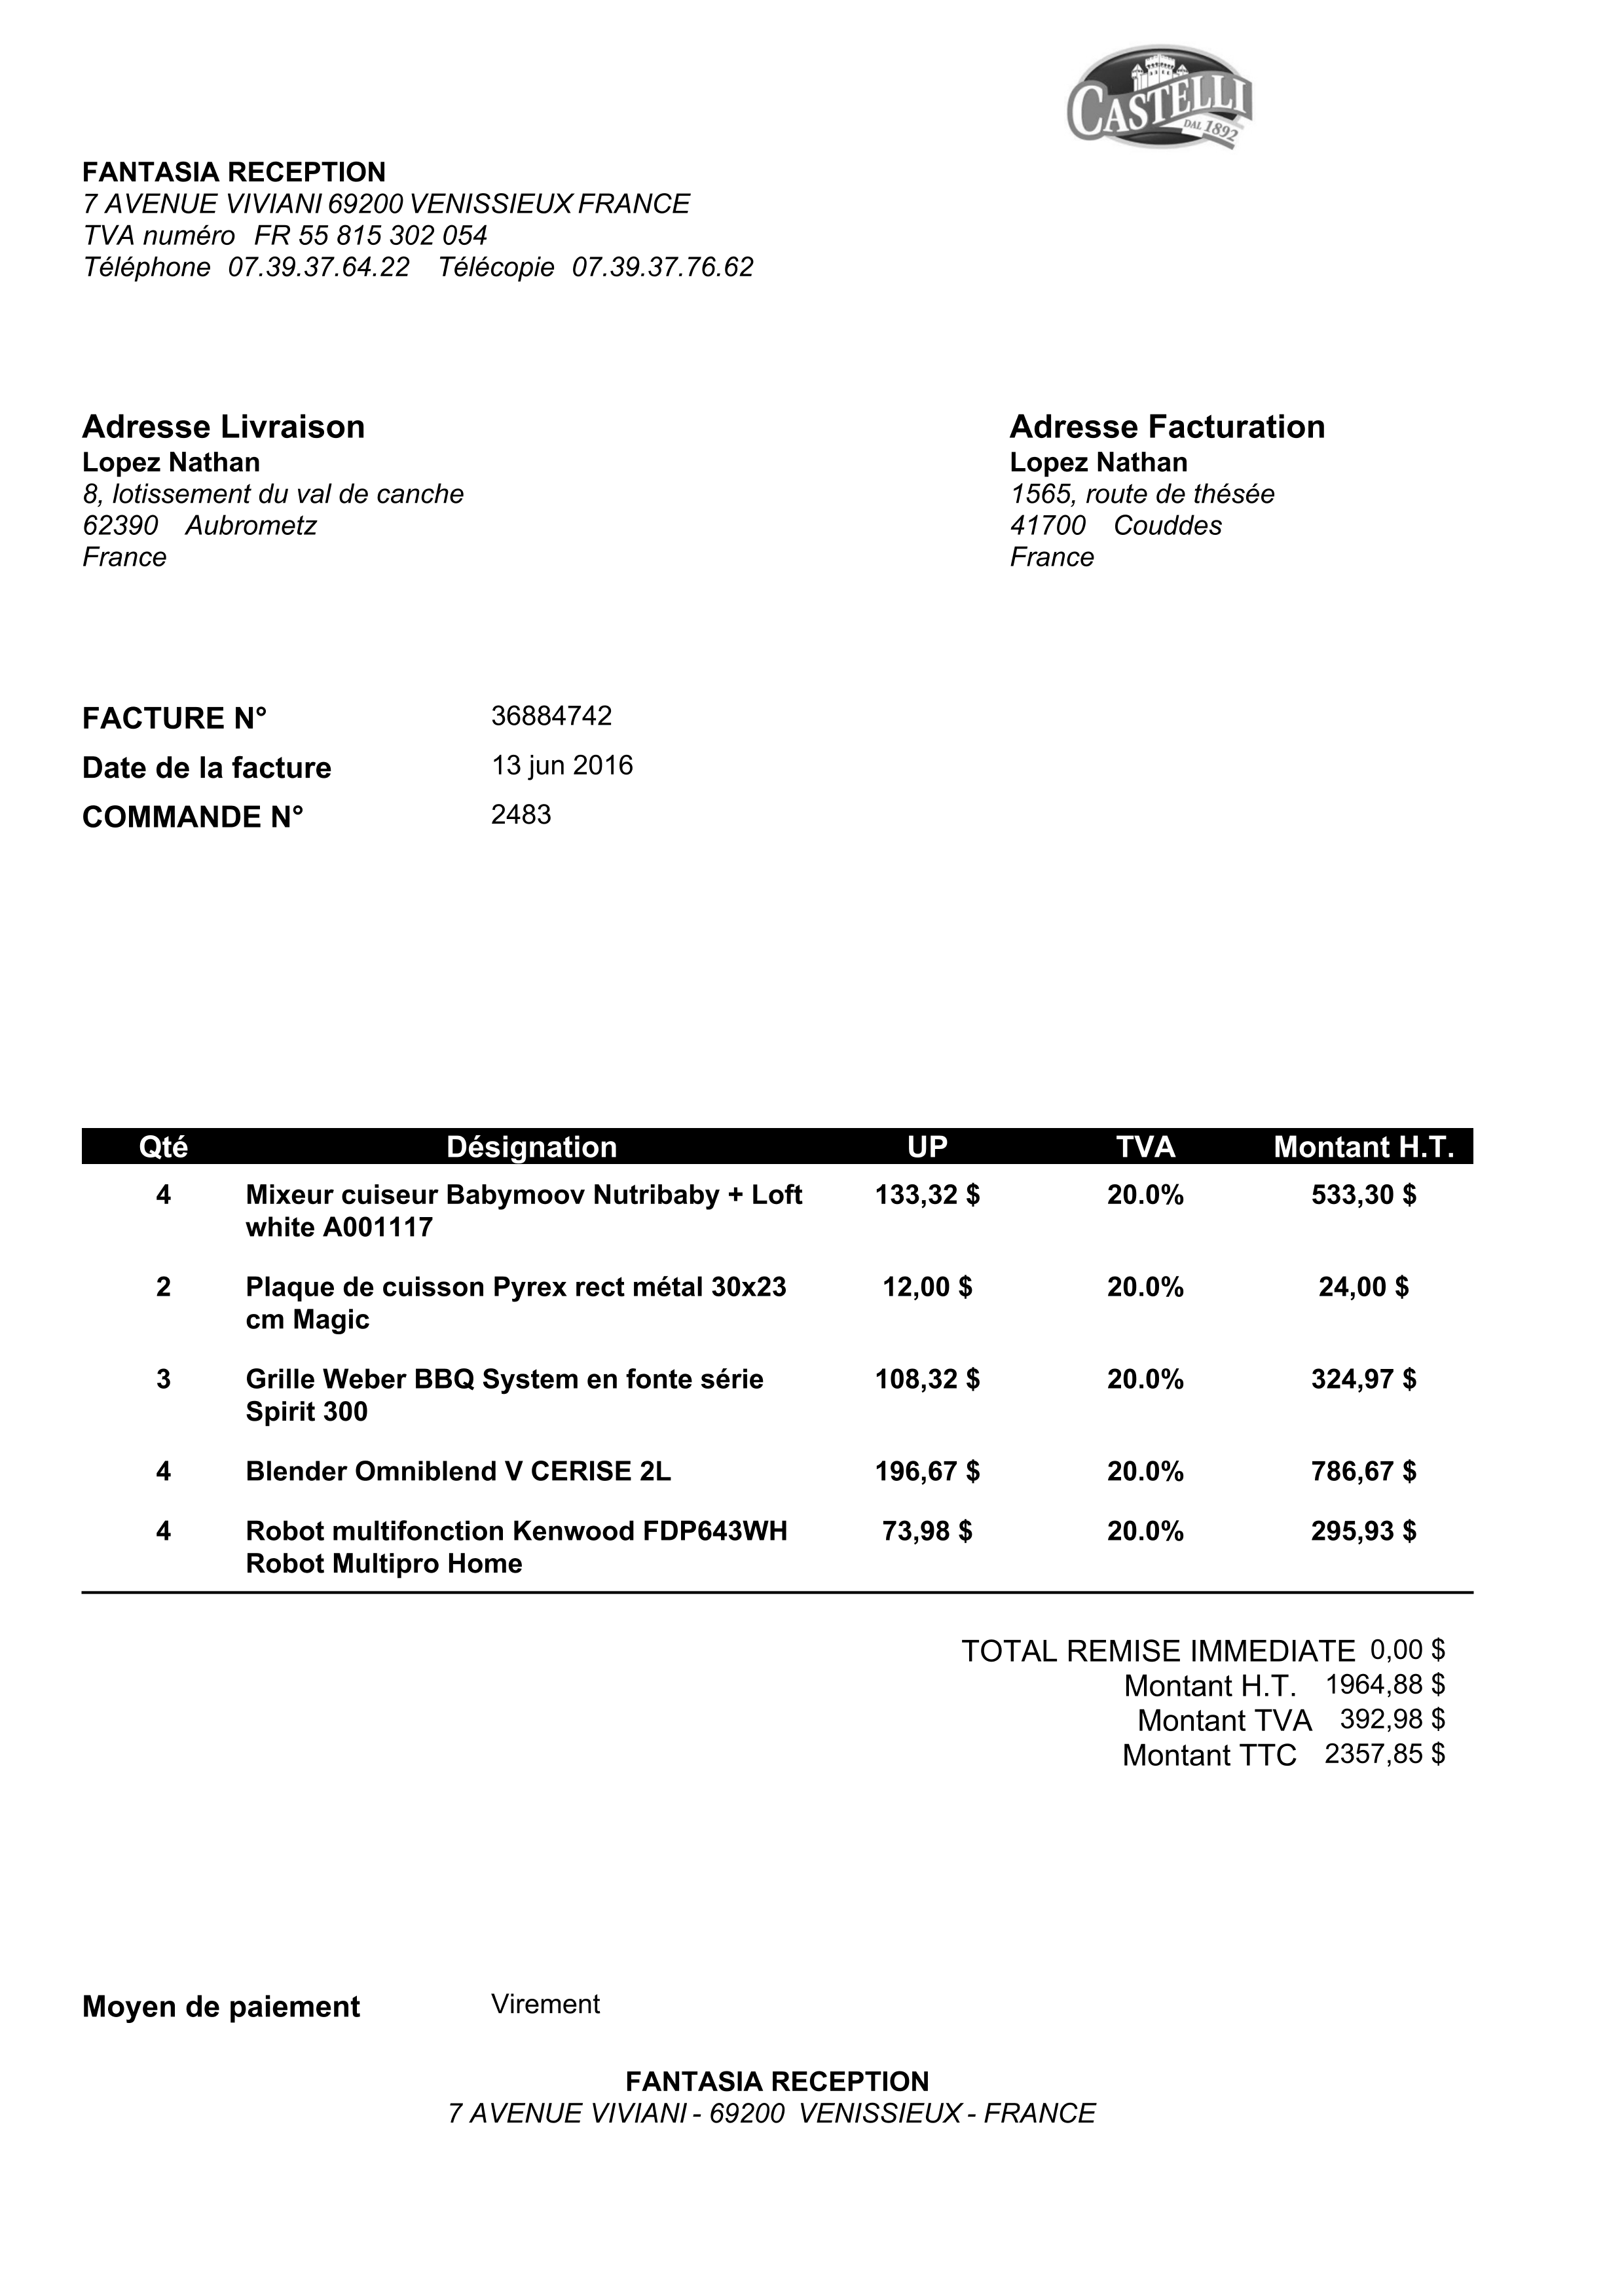 CASTELLI
DAL 1892
FANTASIA RECEPTION
7 AVENUE VIVIANI 69200 VENISSIEUX FRANCE
TVA numéro FR 55 815 302 054
Téléphone 07.39.37.64.22 Télécopie 07.39.37.76.62
Adresse Livraison
Lopez Nathan
8, lotissement du val de canche
62390 Aubrometz
France
Adresse Facturation
Lopez Nathan
1565, route de thésée
41700 Couddes
France
FACTURE N° 36884742
Date de la facture 13 jun 2016
COMMANDE N° 2483
Qté Désignation UP TVA Montant H.T.
4 Mixeur cuiseur Babymoov Nutribaby + Loft 133,32 $ 20.0% 533,30 $
white A001117
2 Plaque de cuisson Pyrex rect métal 30x23 12,00 $ 20.0% 24,00 $
cm Magic
3 Grille Weber BBQ System en fonte série 108,32 $ 20.0% 324,97 $
Spirit 300
4 Blender Omniblend V CERISE 2L 196,67 $ 20.0% 786,67 $
4 Robot multifonction Kenwood FDP643WH 73,98 $ 20.0% 295,93 $
Robot Multipro Home
TOTAL REMISE IMMEDIATE 0,00 $
Montant H.T. 1964,88 $
Montant TVA 392,98 $
Montant TTC 2357,85 $
Moyen de paiement Virement
FANTASIA RECEPTION
7 AVENUE VIVIANI - 69200 VENISSIEUX - FRANCE